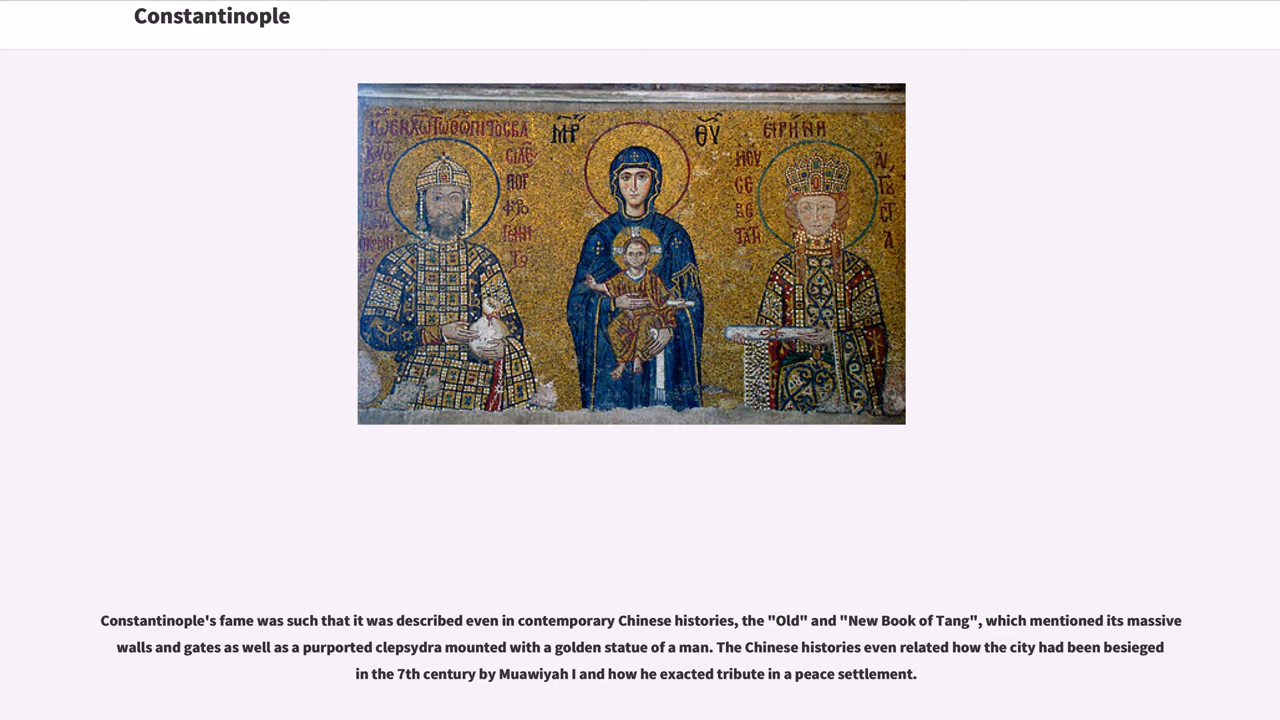 Constantinople
ΜΡ ΘΥ
ΕΙΡΗΝΗ
Constantinople's fame was such that it was described even in contemporary Chinese histories, the "Old" and "New Book of Tang", which mentioned its massive
walls and gates as well as a purported clepsydra mounted with a golden statue of a man. The Chinese histories even related how the city had been besieged
in the 7th century by Muawiyah I and how he exacted tribute in a peace settlement.